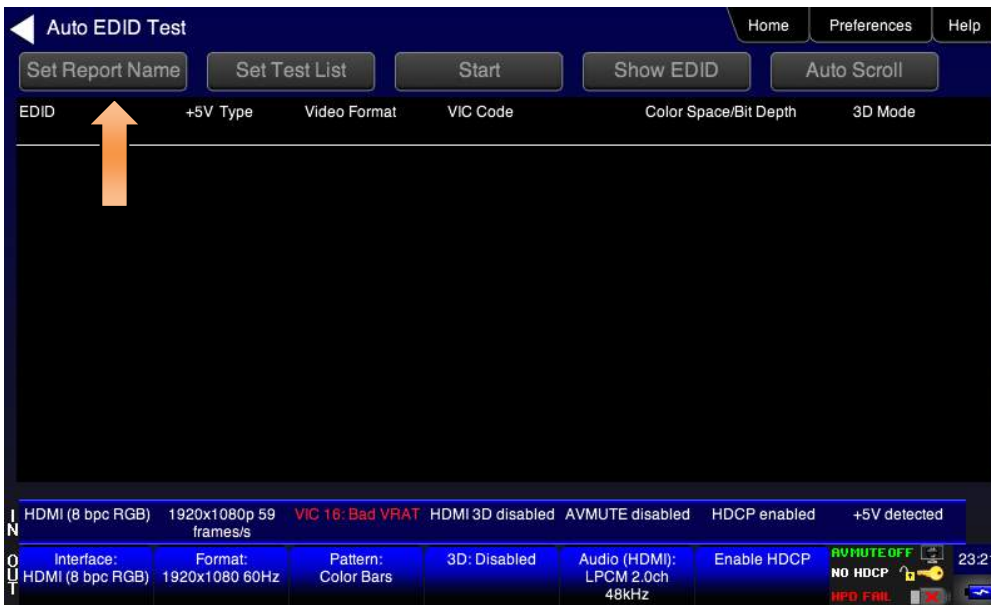 Auto EDID Test Home Preferences Help
Set Report Name Set Test List Start Show EDID Auto Scroll
EDID +5V Type Video Format VIC Code Color Space/Bit Depth 3D Mode
IN HDMI (8 bpc RGB) 1920x1080p 59 VIC 16: Bad VRAT HDMI 3D disabled AVMUTE disabled HDCP enabled +5V detected
frames/s
OUT Interface: Format: Pattern: 3D: Disabled Audio (HDMI): Enable HDCP AVMUTE OFF
HDMI (8 bpc RGB) 1920x1080 60Hz Color Bars LPCM 2.0ch NO HDCP
48kHz HPD FAIL